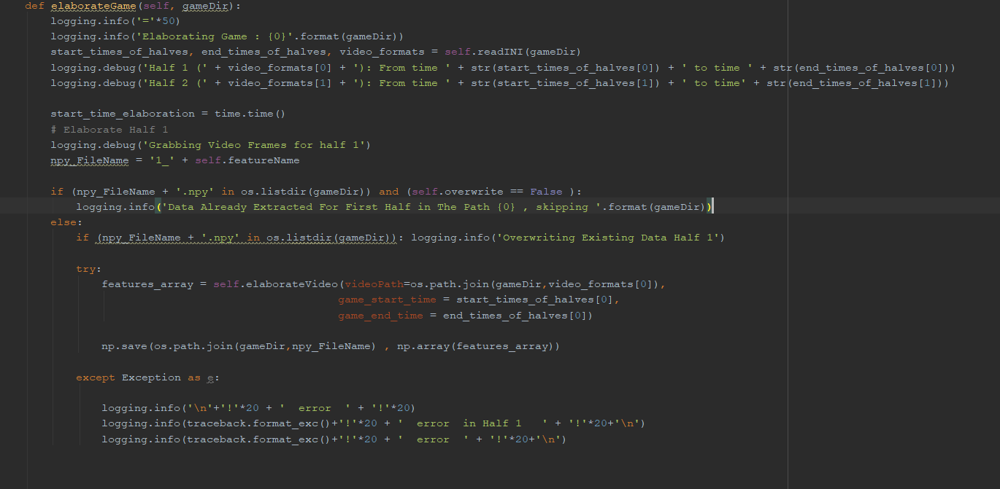 def elaborateGame(self, gameDir):
    logging.info('='*50)
    logging.info('Elaborating Game : {0}'.format(gameDir))
    start_times_of_halves, end_times_of_halves, video_formats = self.readINI(gameDir)
    logging.debug('Half 1 (' + video_formats[0] + '): From time ' + str(start_times_of_halves[0]) + ' to time ' + str(end_times_of_halves[0]))
    logging.debug('Half 2 (' + video_formats[1] + '): From time ' + str(start_times_of_halves[1]) + ' to time' + str(end_times_of_halves[1]))

    start_time_elaboration = time.time()
    # Elaborate Half 1
    logging.debug('Grabbing Video Frames for half 1')
    npy_FileName = '1_' + self.featureName

    if (npy_FileName + '.npy' in os.listdir(gameDir)) and (self.overwrite == False ):
        logging.info('Data Already Extracted For First Half in The Path {0} , skipping '.format(gameDir))
    else:
        if (npy_FileName + '.npy' in os.listdir(gameDir)): logging.info('Overwriting Existing Data Half 1')

        try:
            features_array = self.elaborateVideo(videoPath=os.path.join(gameDir,video_formats[0]),
                                                game_start_time = start_times_of_halves[0],
                                                game_end_time = end_times_of_halves[0])

            np.save(os.path.join(gameDir,npy_FileName) , np.array(features_array))

        except Exception as e:

            logging.info('\n'+'!'*20 + '  error  ' + '!'*20)
            logging.info(traceback.format_exc()+'!'*20 + '  error  in Half 1   ' + '!'*20+'\n')
            logging.info(traceback.format_exc()+'!'*20 + '  error  ' + '!'*20+'\n')